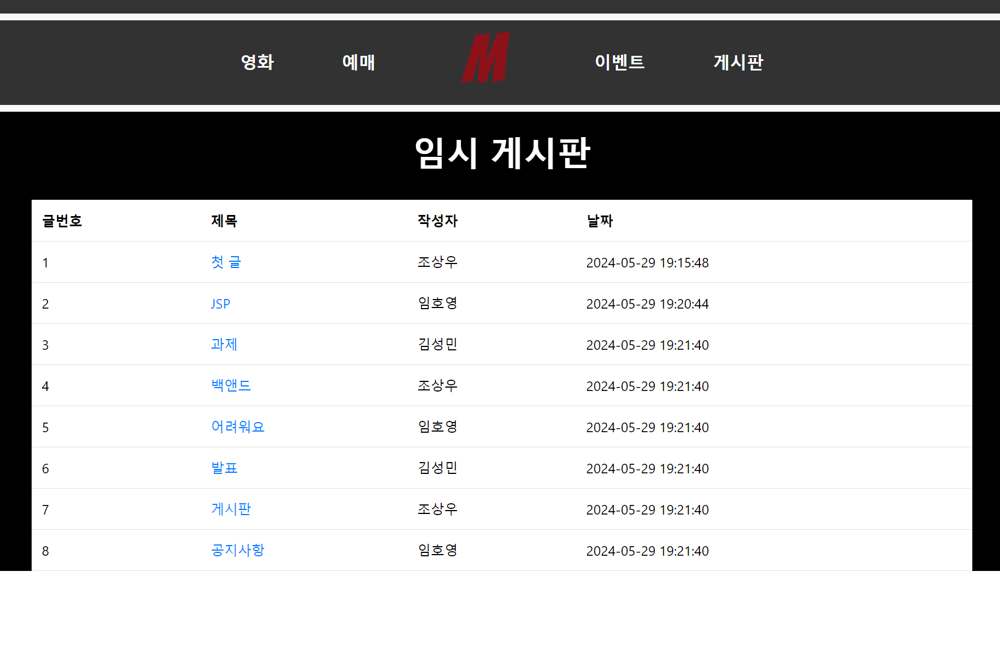 영화 예매 M 이벤트 게시판
임시 게시판
글번호 제목 작성자 날짜
1 첫 글 조상우 2024-05-29 19:15:48
2 JSP 임호영 2024-05-29 19:20:44
3 과제 김성민 2024-05-29 19:21:40
4 백앤드 조상우 2024-05-29 19:21:40
5 어려워요 임호영 2024-05-29 19:21:40
6 발표 김성민 2024-05-29 19:21:40
7 게시판 조상우 2024-05-29 19:21:40
8 공지사항 임호영 2024-05-29 19:21:40